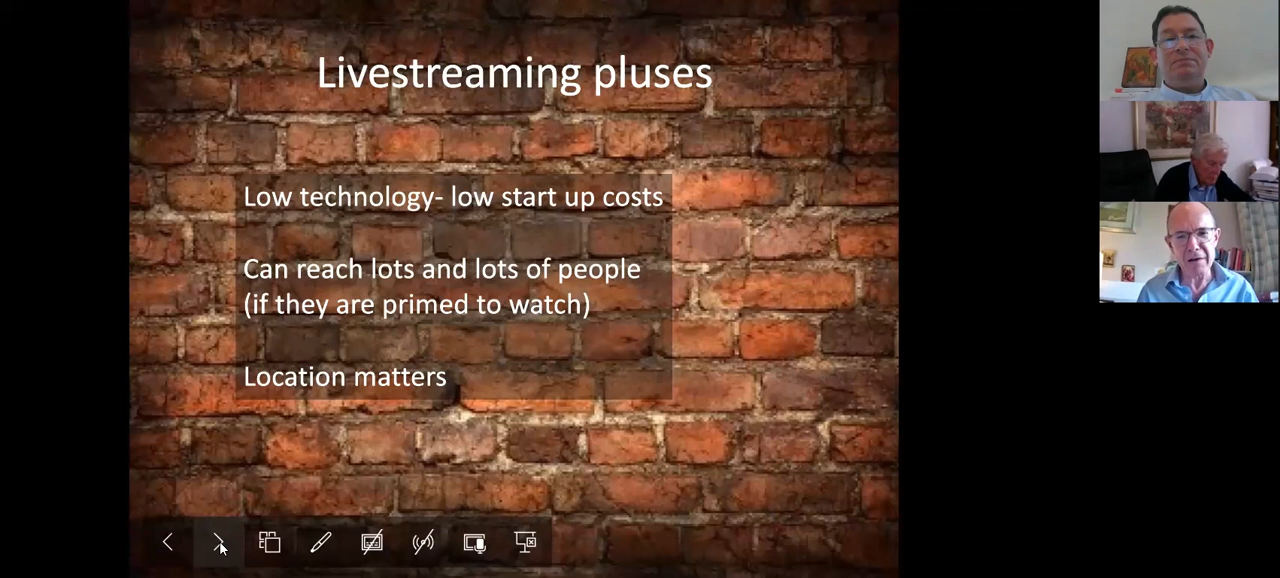 Livestreaming pluses
Low technology- low start up costs
Can reach lots and lots of people
(if they are primed to watch)
Location matters